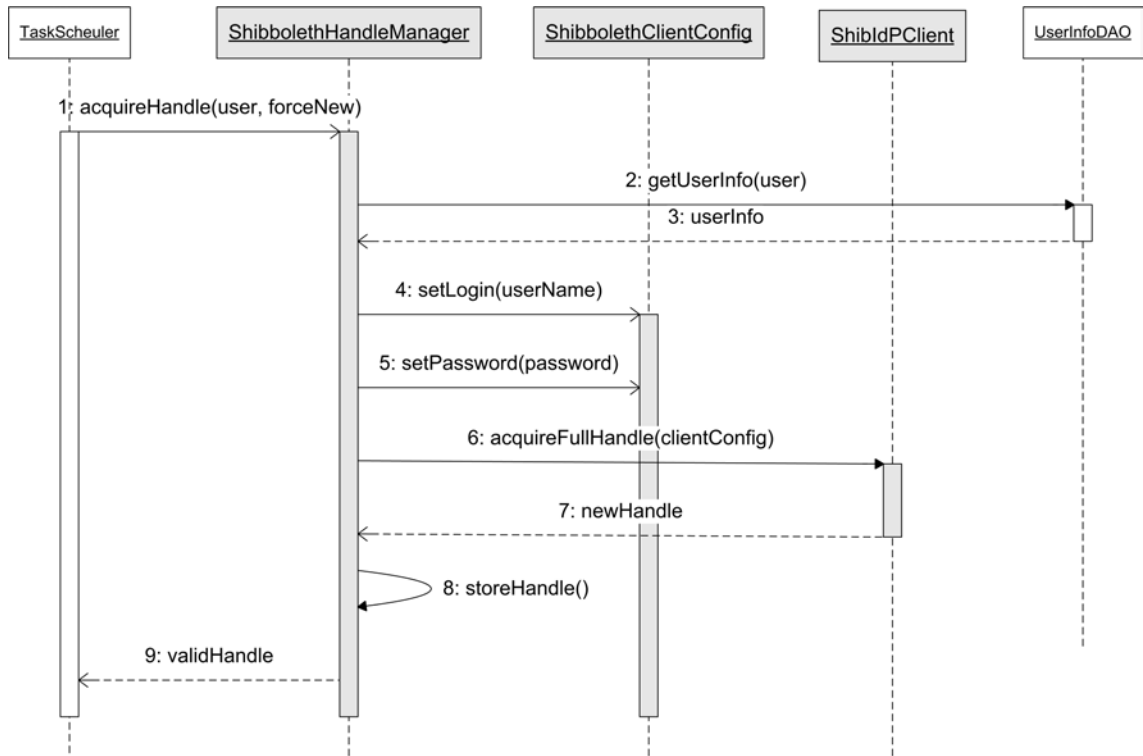 TaskScheuler
ShibbolethHandleManager
ShibbolethClientConfig
ShibIdPClient
UserInfoDAO
1: acquireHandle(user, forceNew)
2: getUserInfo(user)
3: userInfo
4: setLogin(userName)
5: setPassword(password)
6: acquireFullHandle(clientConfig)
7: newHandle
8: storeHandle()
9: validHandle